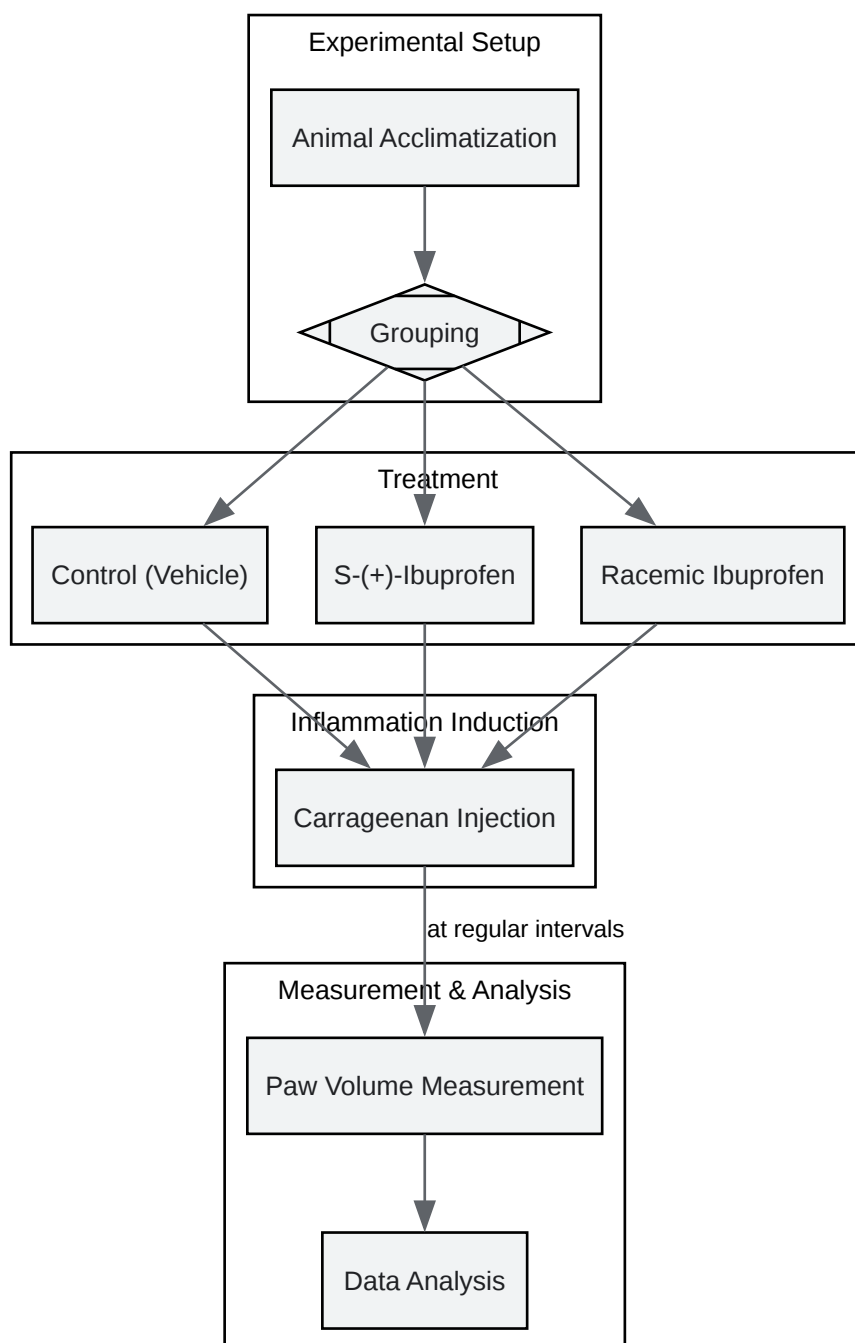 Experimental Setup
Animal Acclimatization
Grouping
Treatment
Control (Vehicle)
S-(+)-Ibuprofen
Racemic Ibuprofen
Inflammation Induction
Carrageenan Injection
at regular intervals
Measurement & Analysis
Paw Volume Measurement
Data Analysis